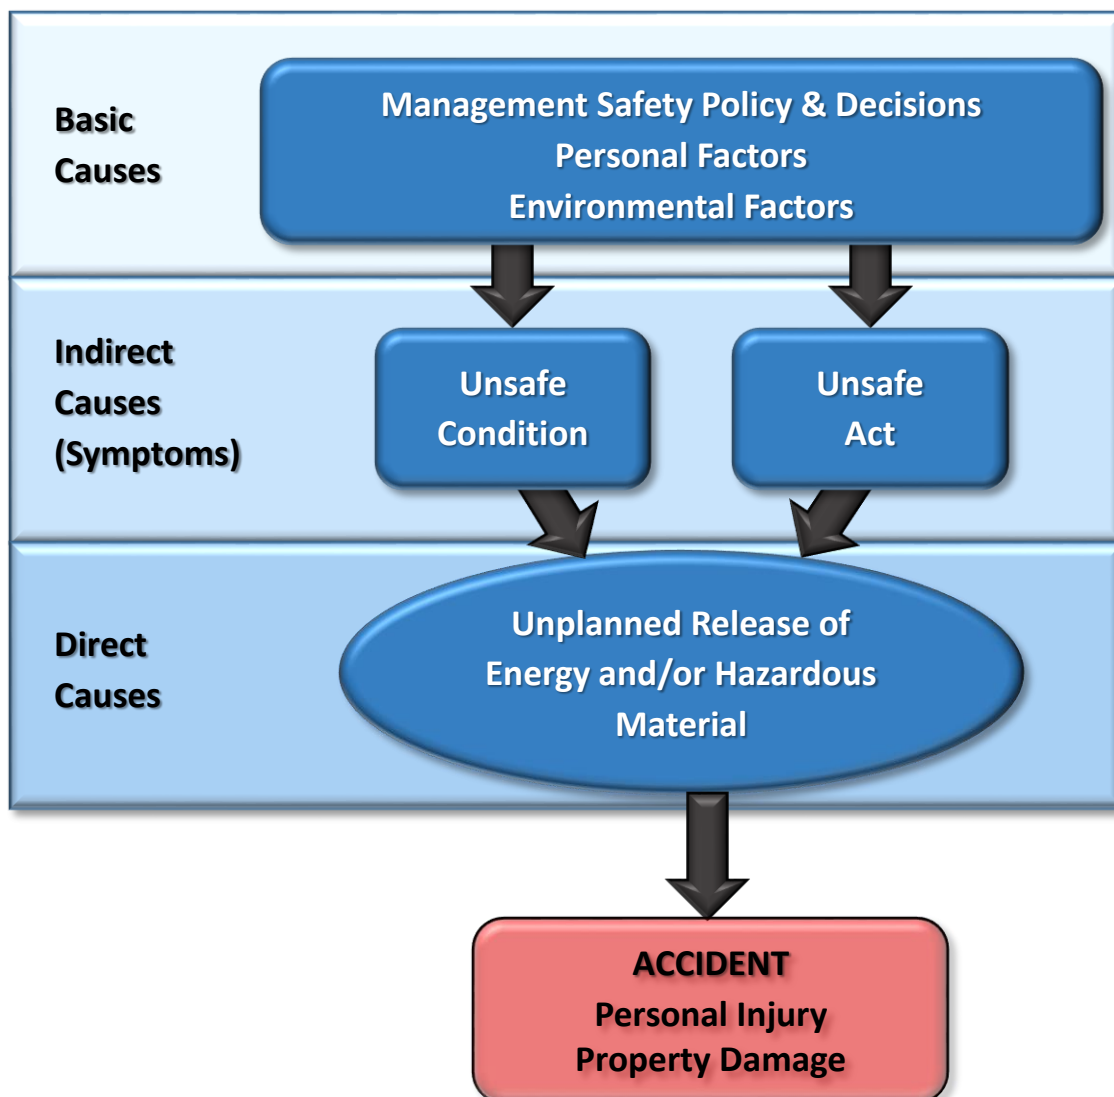 Basic
Causes
Management Safety Policy & Decisions
Personal Factors
Environmental Factors
Indirect
Causes
(Symptoms)
Unsafe
Condition
Unsafe
Act
Direct
Causes
Unplanned Release of
Energy and/or Hazardous
Material
ACCIDENT
Personal Injury
Property Damage